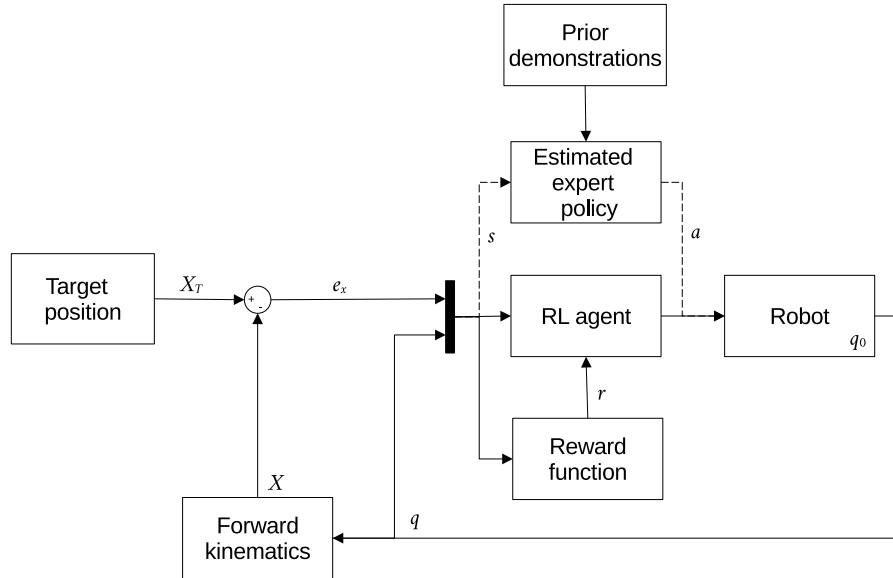 Prior
demonstrations
Estimated
expert
policy
s
a
Target
position
X_T
+
-
e_x
RL agent
Robot
q_0
r
Reward
function
X
Forward
kinematics
q